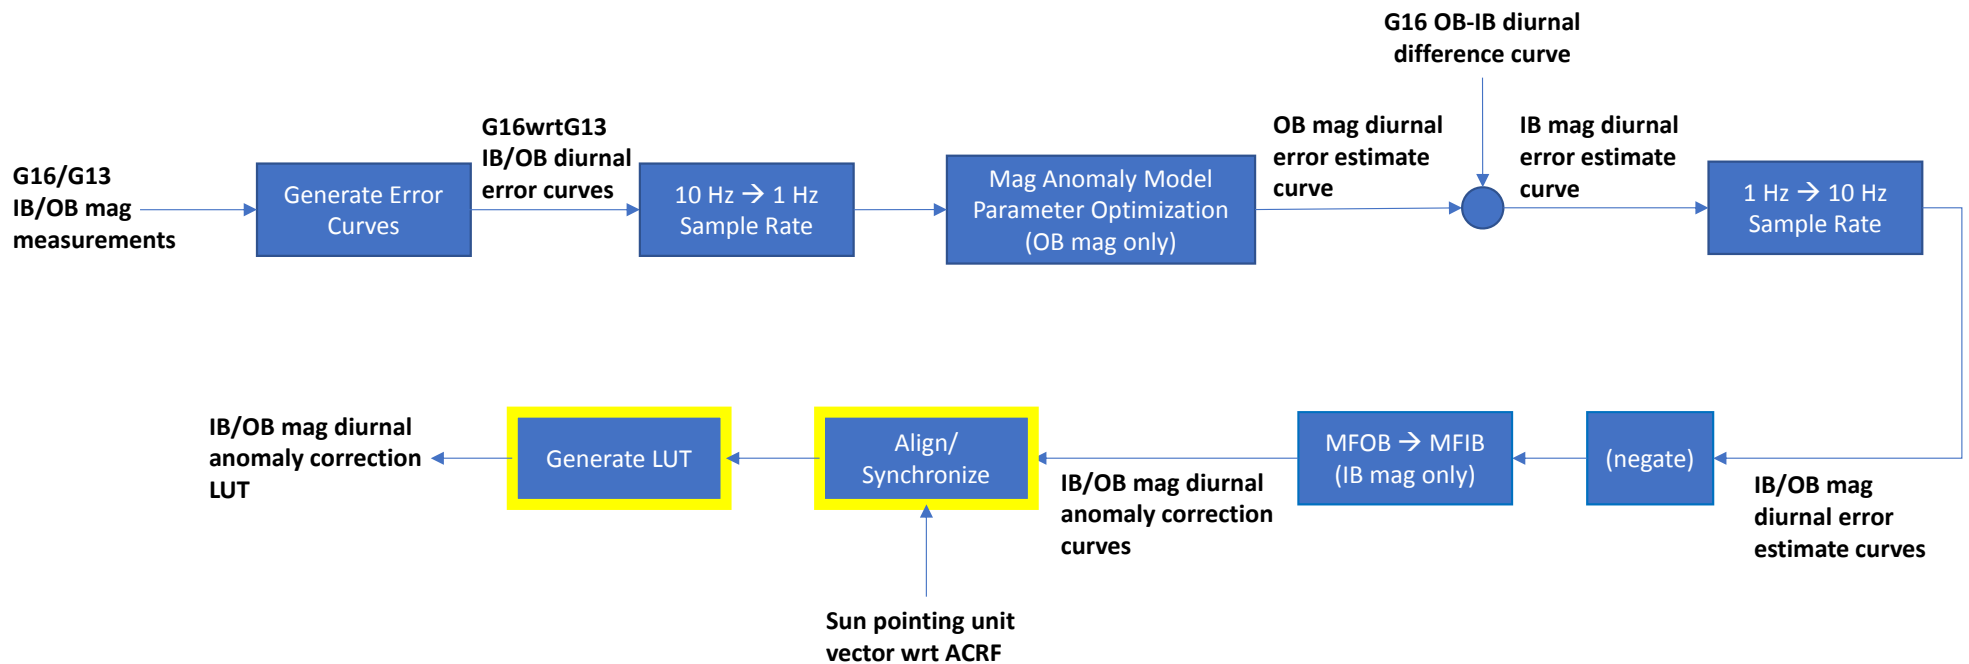 G16 OB-IB diurnal
difference curve
G16/G13
IB/OB mag
measurements
Generate Error
Curves
G16wrtG13
IB/OB diurnal
error curves
10 Hz → 1 Hz
Sample Rate
Mag Anomaly Model
Parameter Optimization
(OB mag only)
OB mag diurnal
error estimate
curve
IB mag diurnal
error estimate
curve
1 Hz → 10 Hz
Sample Rate
IB/OB mag
diurnal error
estimate curves
(negate)
MFOB → MFIB
(IB mag only)
IB/OB mag diurnal
anomaly correction
curves
Align/
Synchronize
Sun pointing unit
vector wrt ACRF
Generate LUT
IB/OB mag diurnal
anomaly correction
LUT